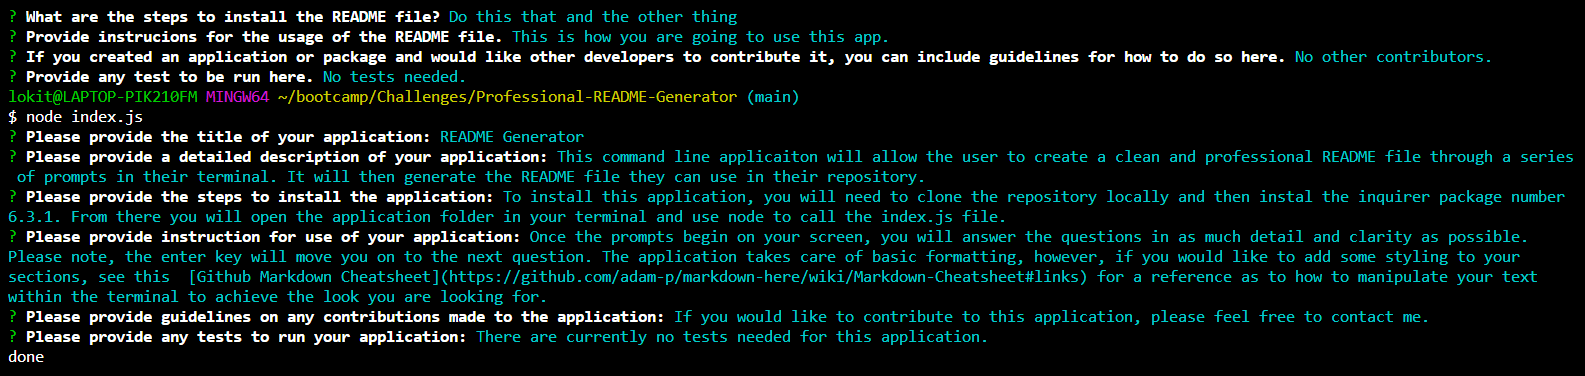 ? What are the steps to install the README file? Do this that and the other thing
? Provide instrucions for the usage of the README file. This is how you are going to use this app.
? If you created an application or package and would like other developers to contribute it, you can include guidelines for how to do so here. No other contributors.
? Provide any test to be run here. No tests needed.
lokit@LAPTOP-PIK210FM MINGW64 ~/bootcamp/Challenges/Professional-README-Generator (main)
$ node index.js
? Please provide the title of your application: README Generator
? Please provide a detailed description of your application: This command line applicaiton will allow the user to create a clean and professional README file through a series
of prompts in their terminal. It will then generate the README file they can use in their repository.
? Please provide the steps to install the application: To install this application, you will need to clone the repository locally and then instal the inquirer package number
6.3.1. From there you will open the application folder in your terminal and use node to call the index.js file.
? Please provide instruction for use of your application: Once the prompts begin on your screen, you will answer the questions in as much detail and clarity as possible.
Please note, the enter key will move you on to the next question. The application takes care of basic formatting, however, if you would like to add some styling to your
sections, see this  [Github Markdown Cheatsheet](https://github.com/adam-p/markdown-here/wiki/Markdown-Cheatsheet#links) for a reference as to how to manipulate your text
within the terminal to achieve the look you are looking for.
? Please provide guidelines on any contributions made to the application: If you would like to contribute to this application, please feel free to contact me.
? Please provide any tests to run your application: There are currently no tests needed for this application.
done